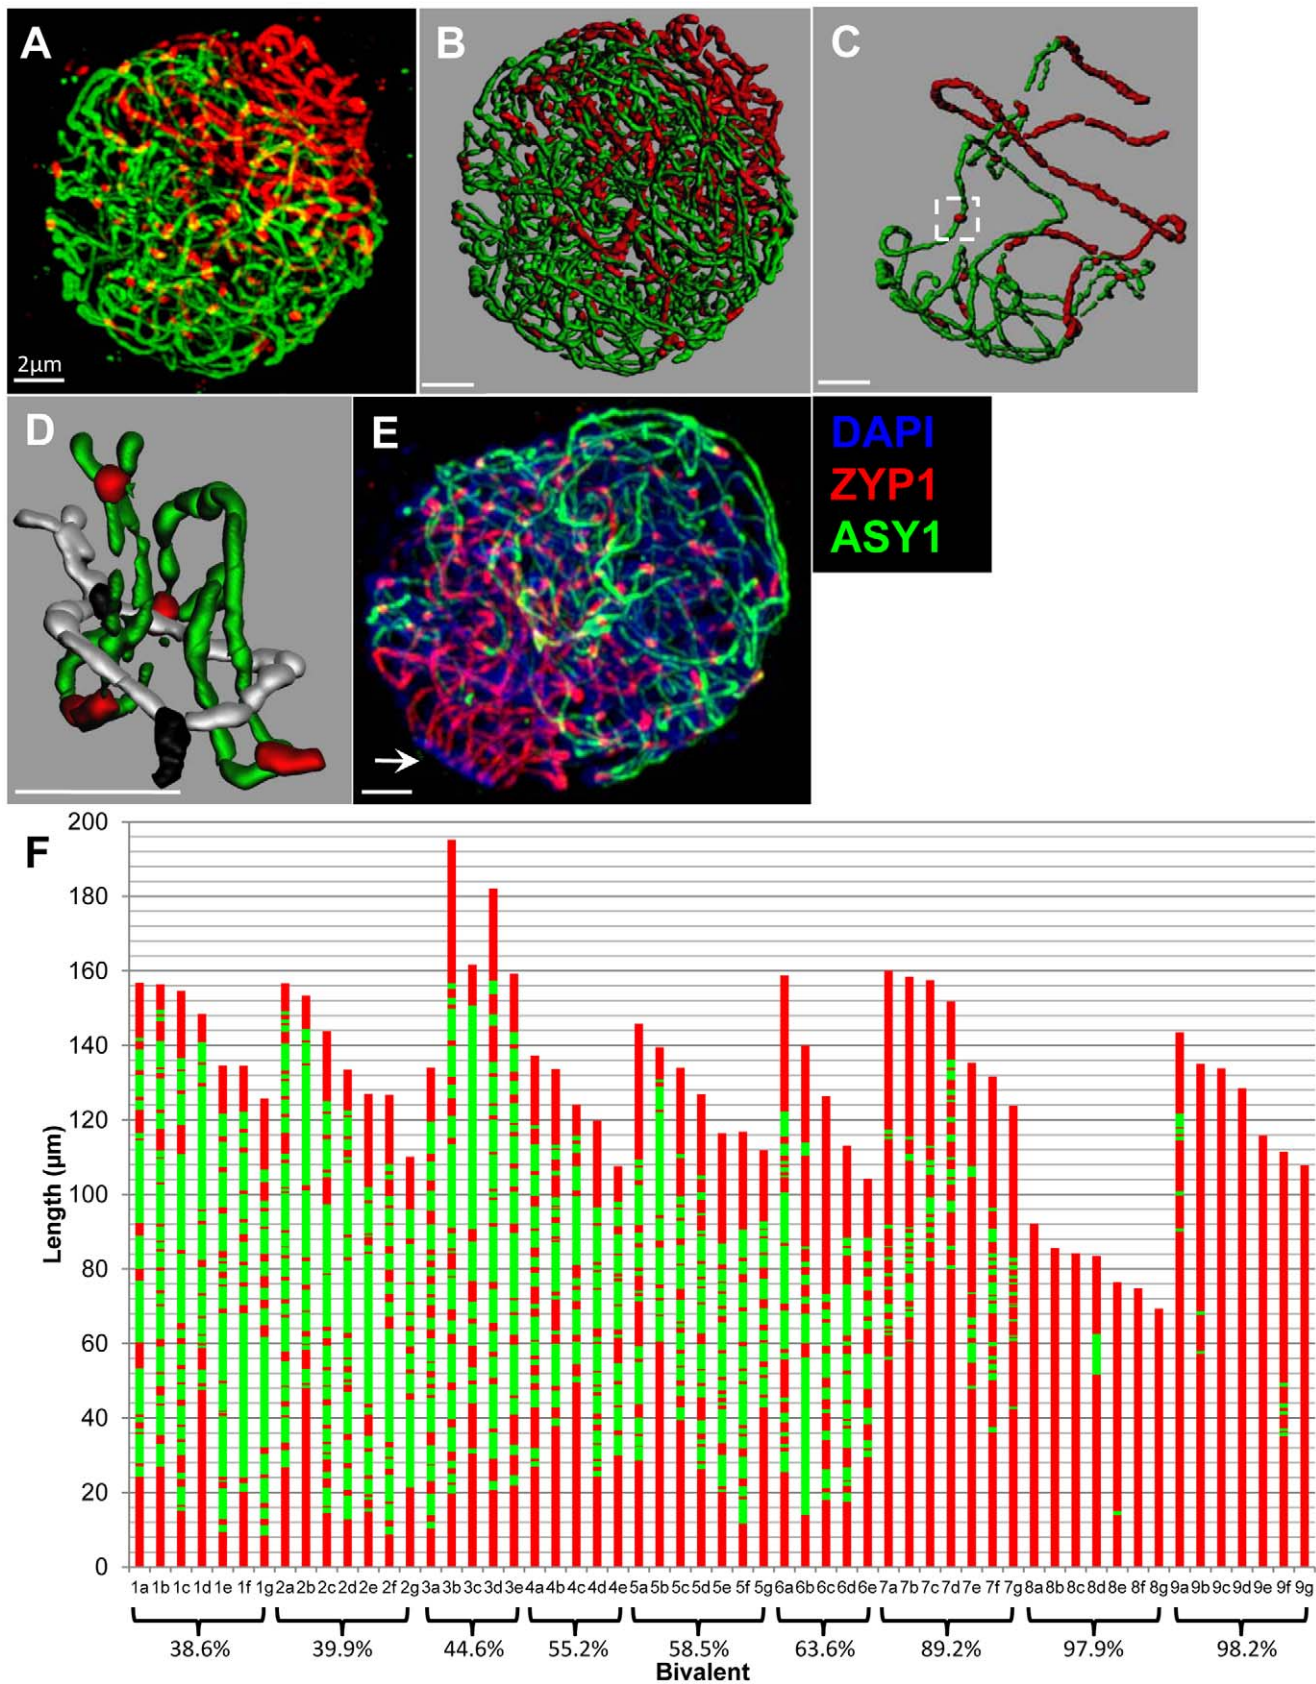 A
B
C
2µm
D
E
DAPI
ZYP1
ASY1
F
200
180
160
140
120
100
80
60
40
20
0
Length (µm)
1a 1b 1c 1d 1e 1f 1g 2a 2b 2c 2d 2e 2f 2g 3a 3b 3c 3d 3e 4a 4b 4c 4d 4e 5a 5b 5c 5d 5e 5f 5g 6a 6b 6c 6d 6e 7a 7b 7c 7d 7e 7f 7g 8a 8b 8c 8d 8e 8f 8g 9a 9b 9c 9d 9e 9f 9g
38.6% 39.9% 44.6% 55.2% 58.5% 63.6% 89.2% 97.9% 98.2%
Bivalent